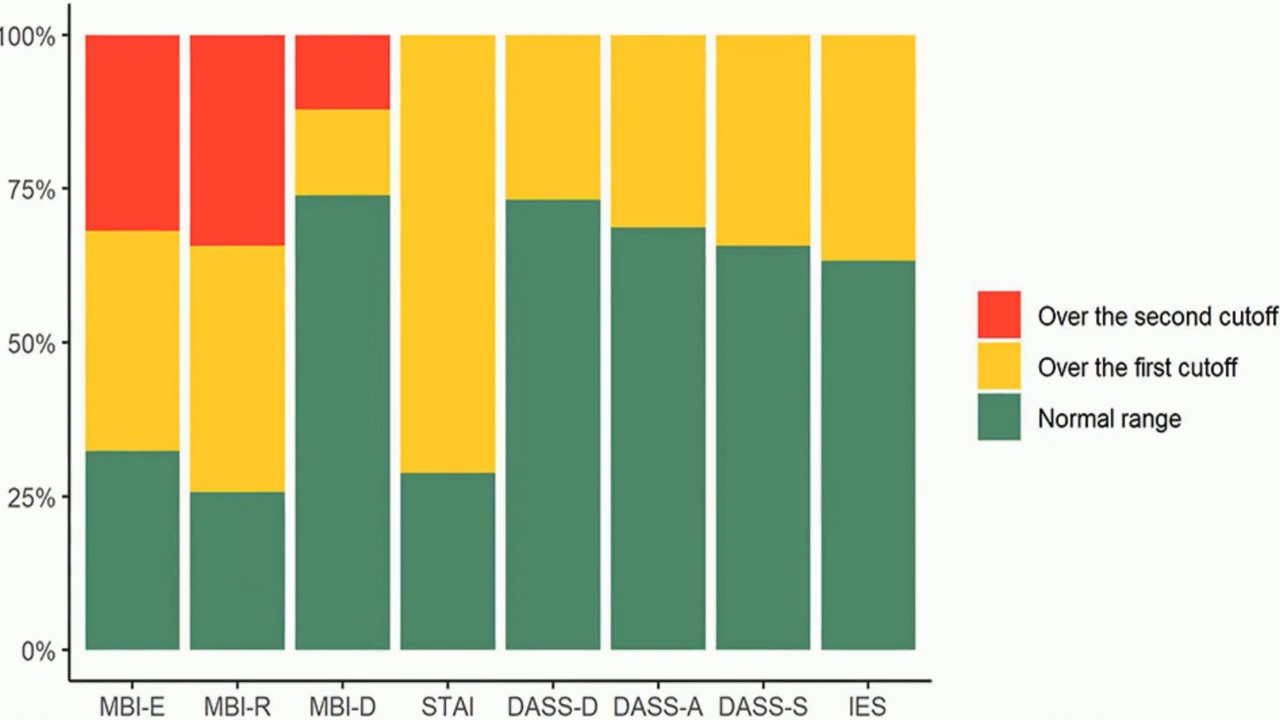 100%
75%
50%
25%
0%
MBI-E MBI-R MBI-D STAI DASS-D DASS-A DASS-S IES
Over the second cutoff
Over the first cutoff
Normal range